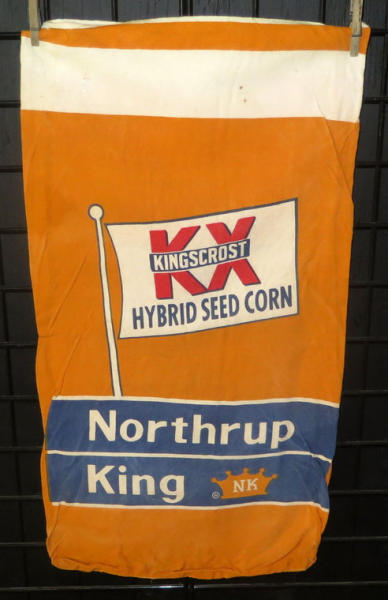 KX
KINGSCROST
HYBRID SEED CORN
Northrup
King ® NK